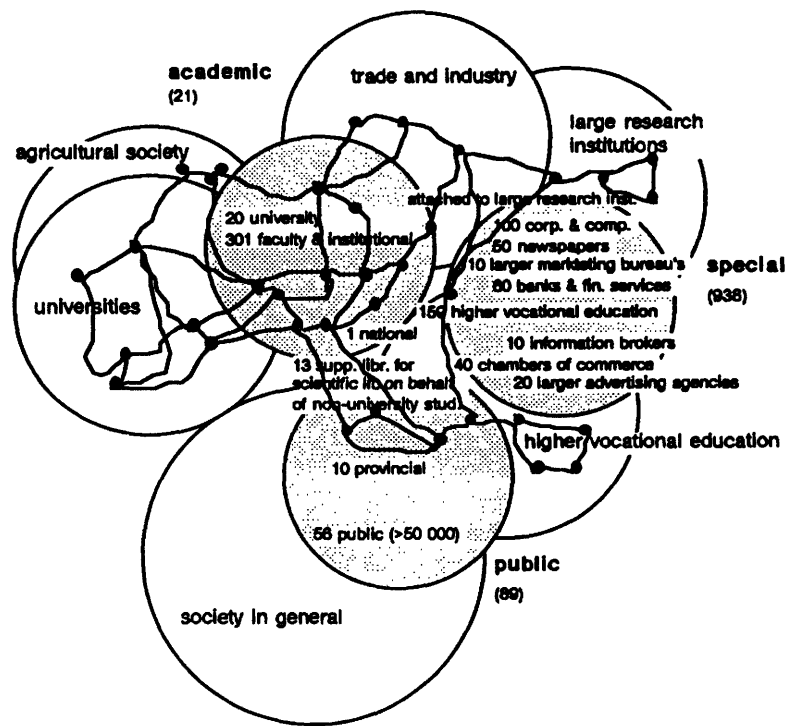 academic
(21)
trade and industry
large research
institutions
agricultural society
attached to large research inst.
20 university
301 faculty & institutional
100 corp. & comp.
50 newspapers
10 larger marketing bureau's
80 banks & fin. services
special
(938)
universities
150 higher vocational education
1 national
10 information brokers
13 supp. libr. for
scientific lit. on behalf
of non-university stud.
40 chambers of commerce
20 larger advertising agencies
higher vocational education
10 provincial
56 public (>50 000)
public
(89)
society in general